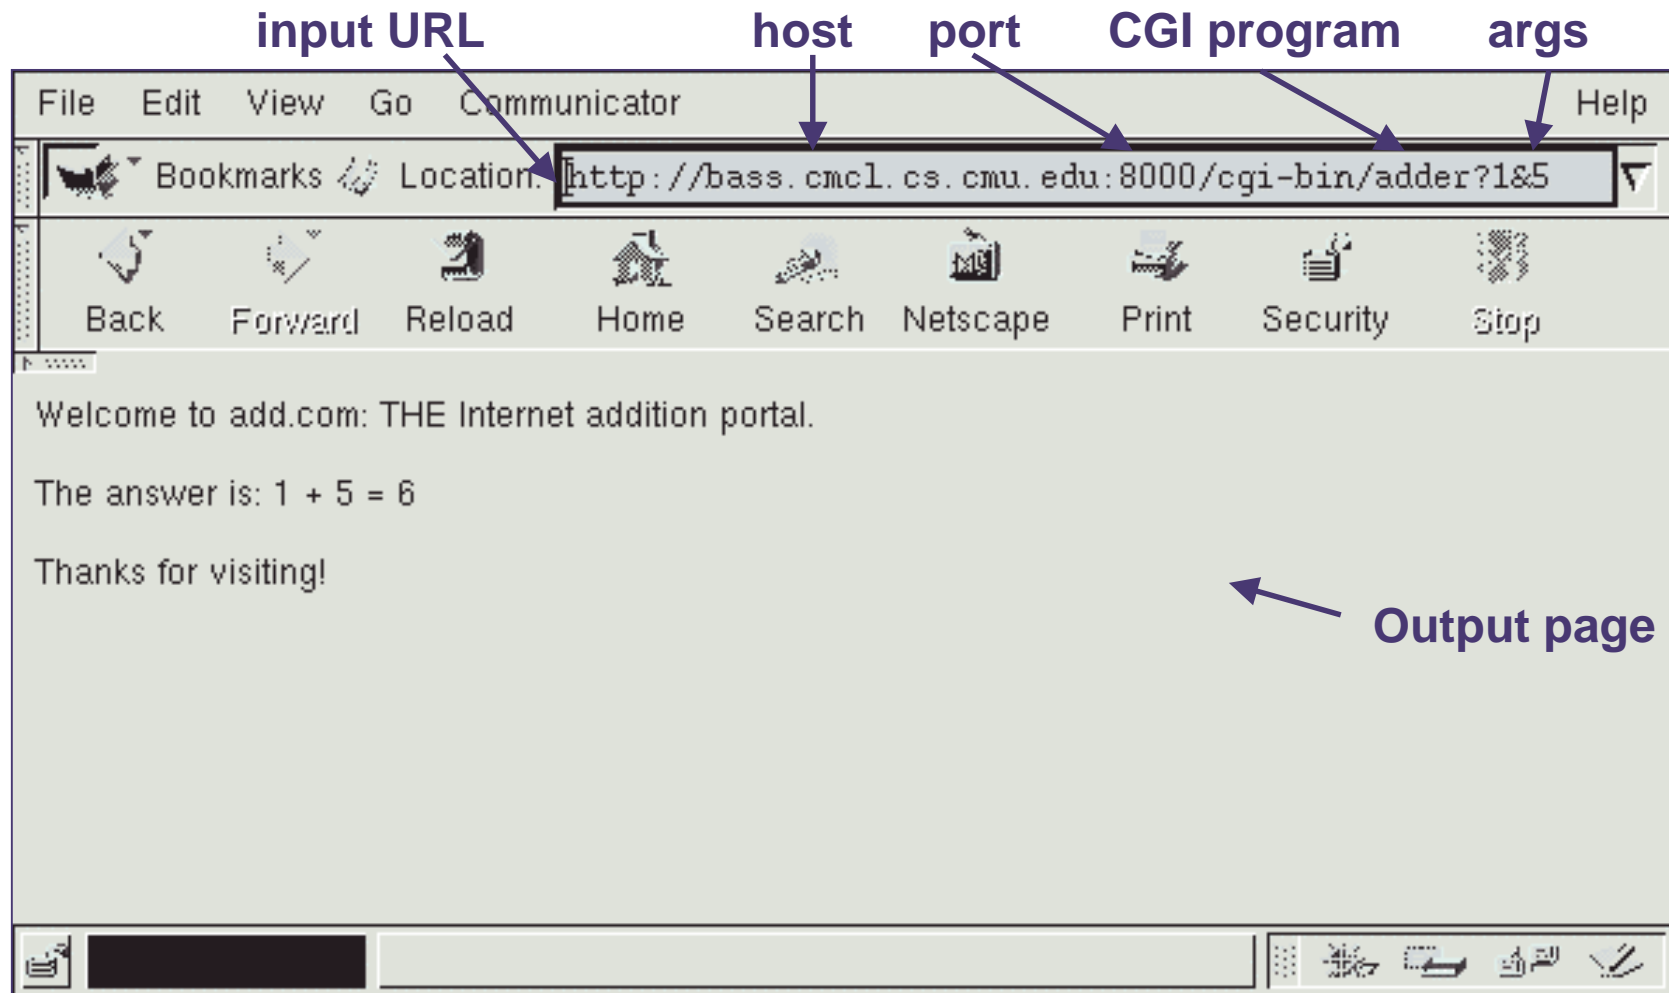 input URL host port CGI program args
File Edit View Go Communicator Help
Bookmarks Location: http://bass.cmcl.cs.cmu.edu:8000/cgi-bin/adder?1&5
Back Forward Reload Home Search Netscape Print Security Stop
Welcome to add.com: THE Internet addition portal.
The answer is: 1 + 5 = 6
Thanks for visiting!
Output page